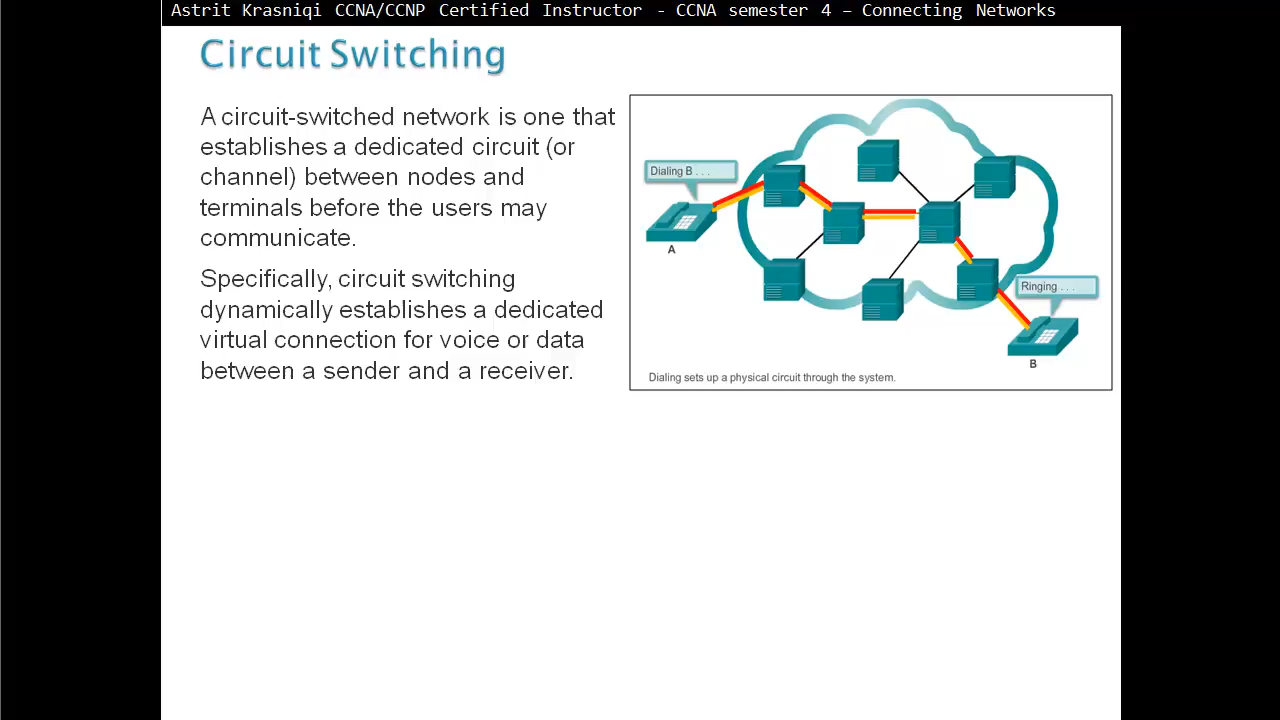 Astrit Krasniqi CCNA/CCNP Certified Instructor - CCNA semester 4 – Connecting Networks
Circuit Switching
A circuit-switched network is one that
establishes a dedicated circuit (or
channel) between nodes and
terminals before the users may
communicate.
Specifically, circuit switching
dynamically establishes a dedicated
virtual connection for voice or data
between a sender and a receiver.
Dialing B . . .
A
Ringing . . .
B
Dialing sets up a physical circuit through the system.